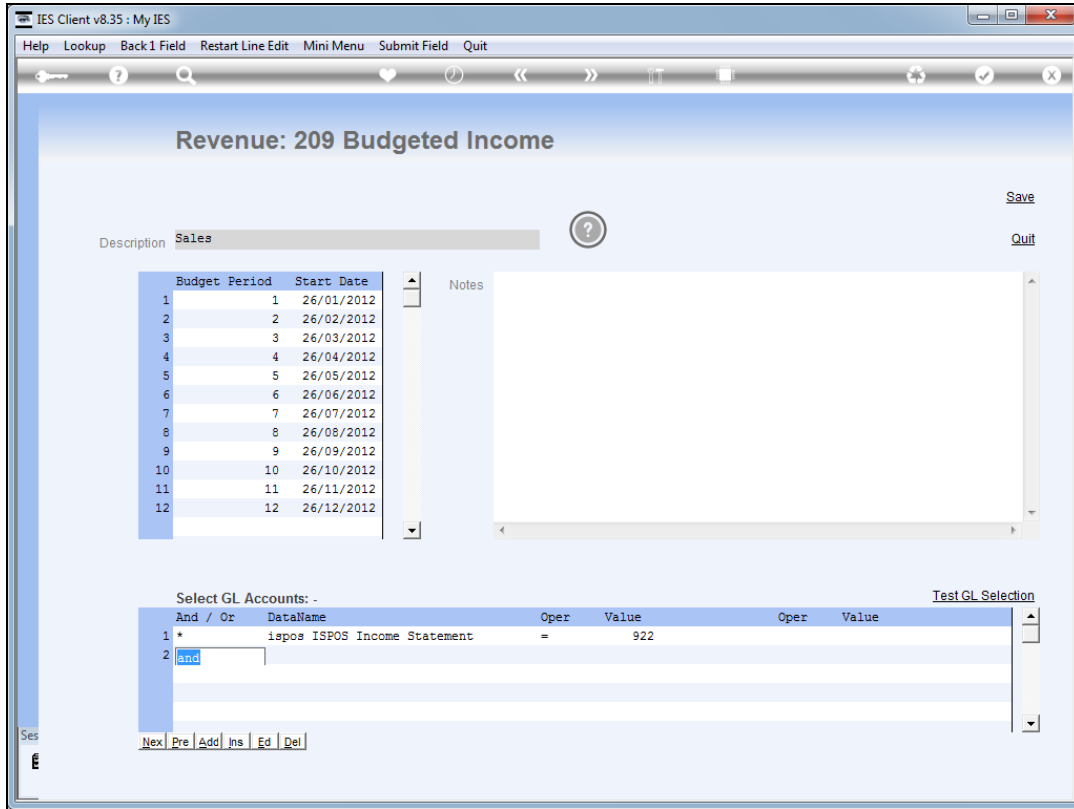 IES Client v8.35 : My IES
Help Lookup Back 1 Field Restart Line Edit Mini Menu Submit Field Quit
Revenue: 209 Budgeted Income
Save
Description Sales
Quit
Budget Period Start Date
Notes
1 1 26/01/2012
2 2 26/02/2012
3 3 26/03/2012
4 4 26/04/2012
5 5 26/05/2012
6 6 26/06/2012
7 7 26/07/2012
8 8 26/08/2012
9 9 26/09/2012
10 10 26/10/2012
11 11 26/11/2012
12 12 26/12/2012
Select GL Accounts: -
Test GL Selection
And / Or DataName Oper Value Oper Value
1 * ispos ISPOS Income Statement = 922
2 and
Ses
Nex Pre Add Ins Ed Del